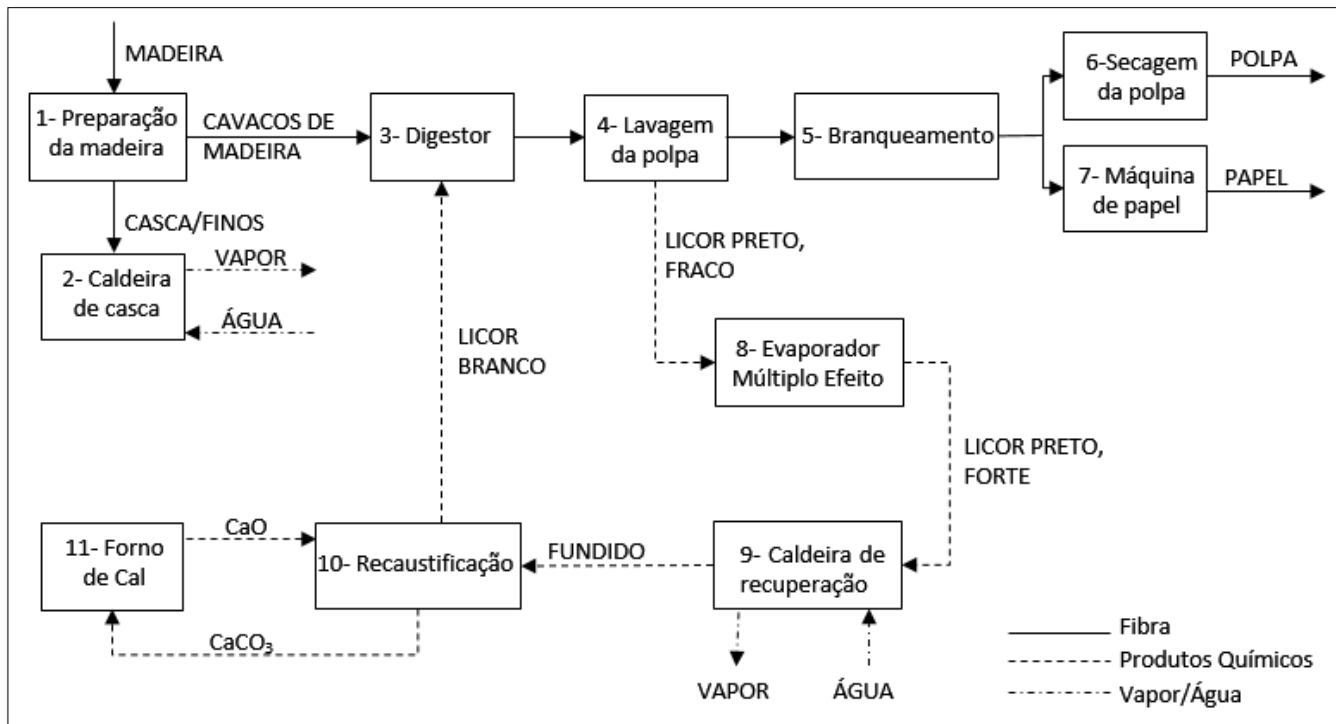 MADEIRA
1- Preparação
da madeira
CAVACOS DE
MADEIRA
3- Digestor
4- Lavagem
da polpa
5- Branqueamento
6-Secagem
da polpa
POLPA
7- Máquina
de papel
PAPEL
CASCA/FINOS
2- Caldeira
de casca
VAPOR
ÁGUA
LICOR PRETO,
FRACO
LICOR
BRANCO
8- Evaporador
Múltiplo Efeito
LICOR PRETO,
FORTE
11- Forno
de Cal
CaO
10- Recaustificação
FUNDIDO
9- Caldeira de
recuperação
CaCO₃
VAPOR
ÁGUA
Fibra
Produtos Químicos
Vapor/Água